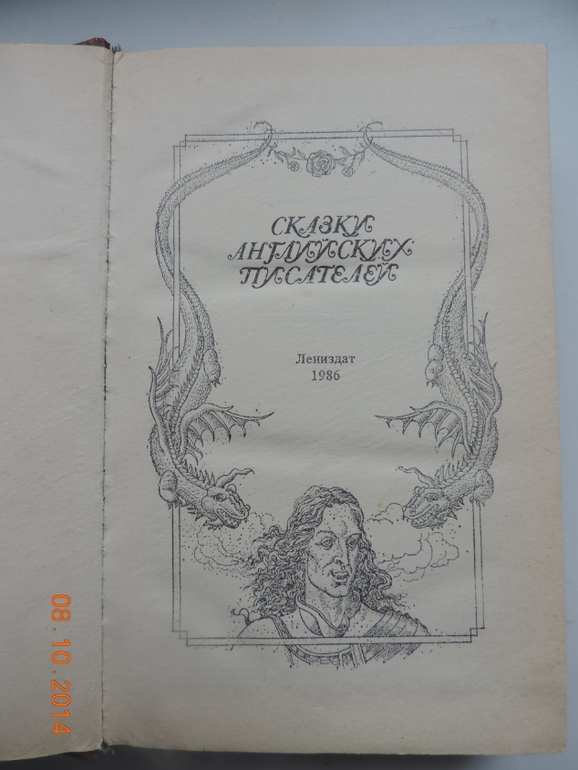 СКАЗКИ
АНГЛИЙСКИХ
ПИСАТЕЛЕЙ
Лениздат
1986
08.10.2014